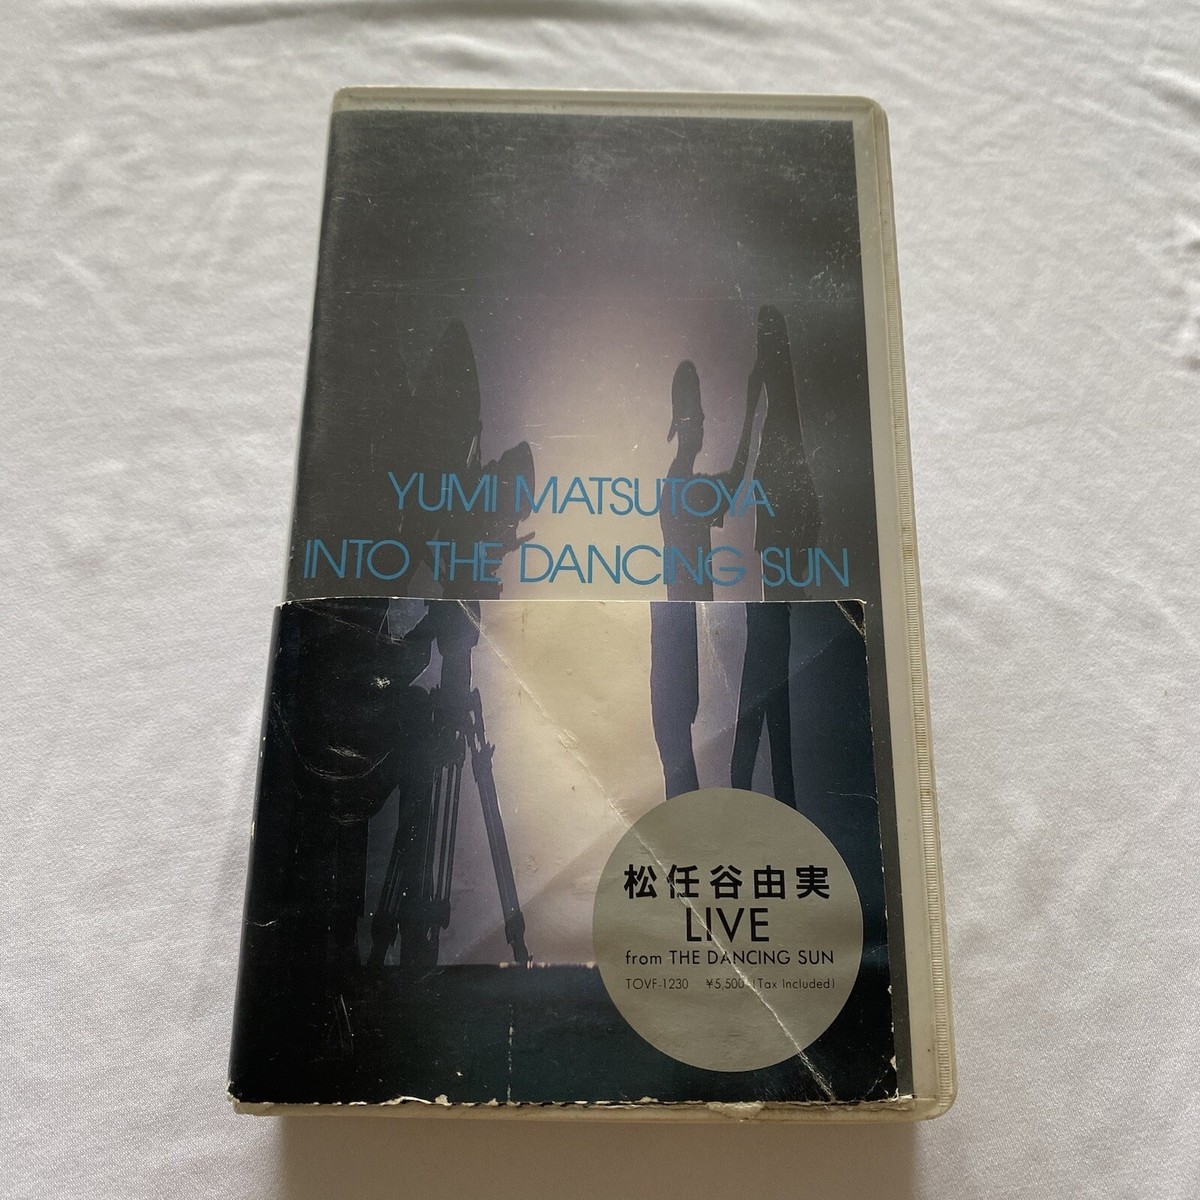 YUMI MATSUTOYA
INTO THE DANCING SUN
松任谷由実
LIVE
from THE DANCING SUN
TOVF-1230 ¥5,500 (Tax Included)